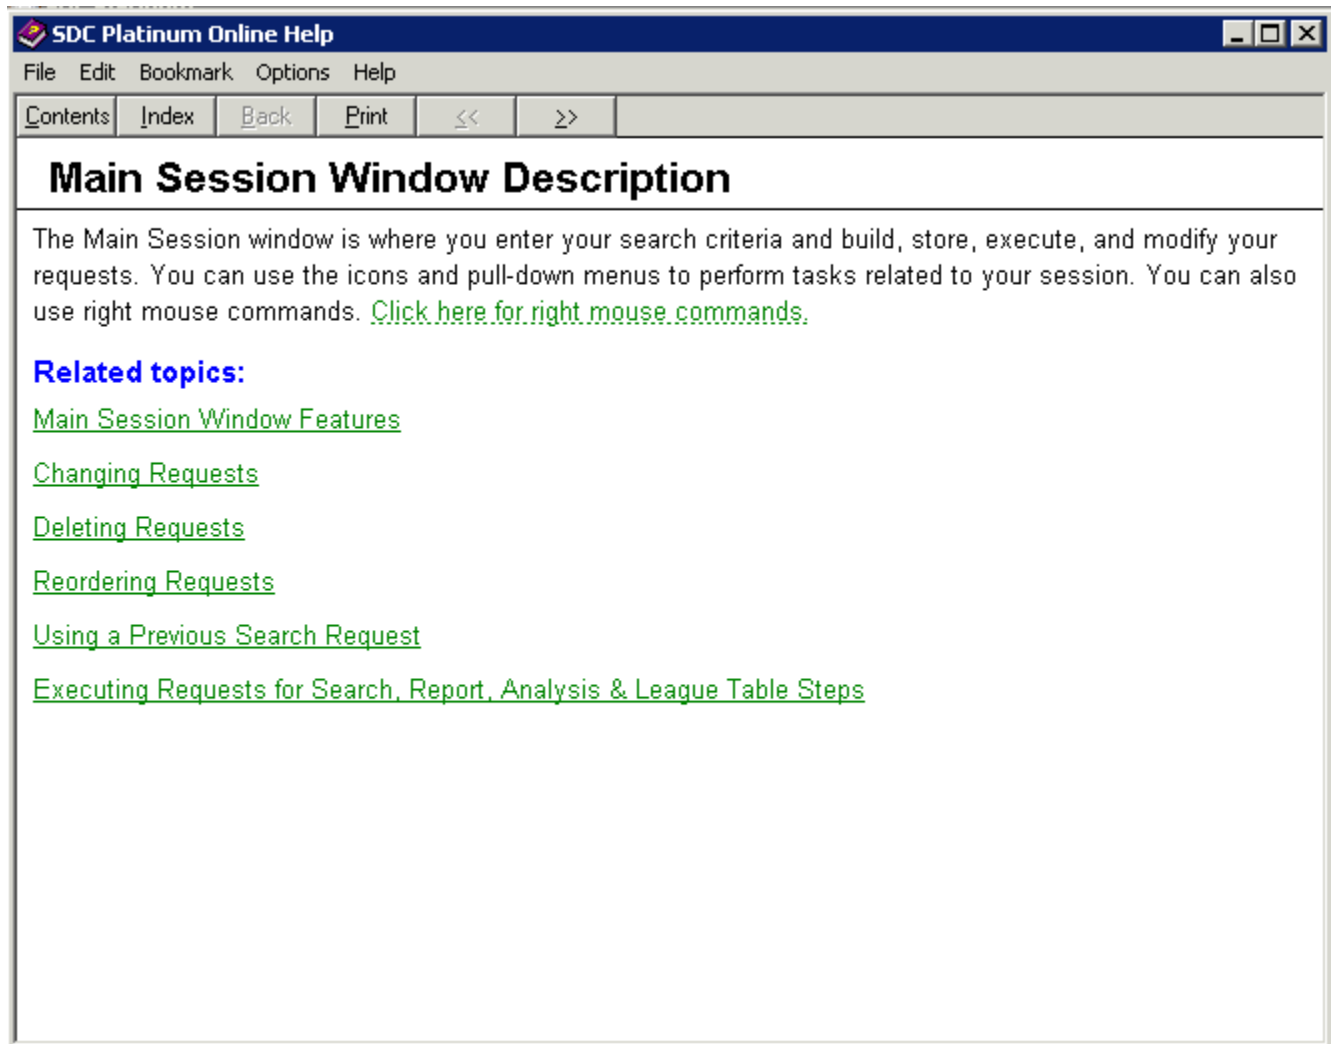 SDC Platinum Online Help
File Edit Bookmark Options Help
Contents Index Back Print << >>
Main Session Window Description
The Main Session window is where you enter your search criteria and build, store, execute, and modify your
requests. You can use the icons and pull-down menus to perform tasks related to your session. You can also
use right mouse commands. Click here for right mouse commands.
Related topics:
Main Session Window Features
Changing Requests
Deleting Requests
Reordering Requests
Using a Previous Search Request
Executing Requests for Search, Report, Analysis & League Table Steps